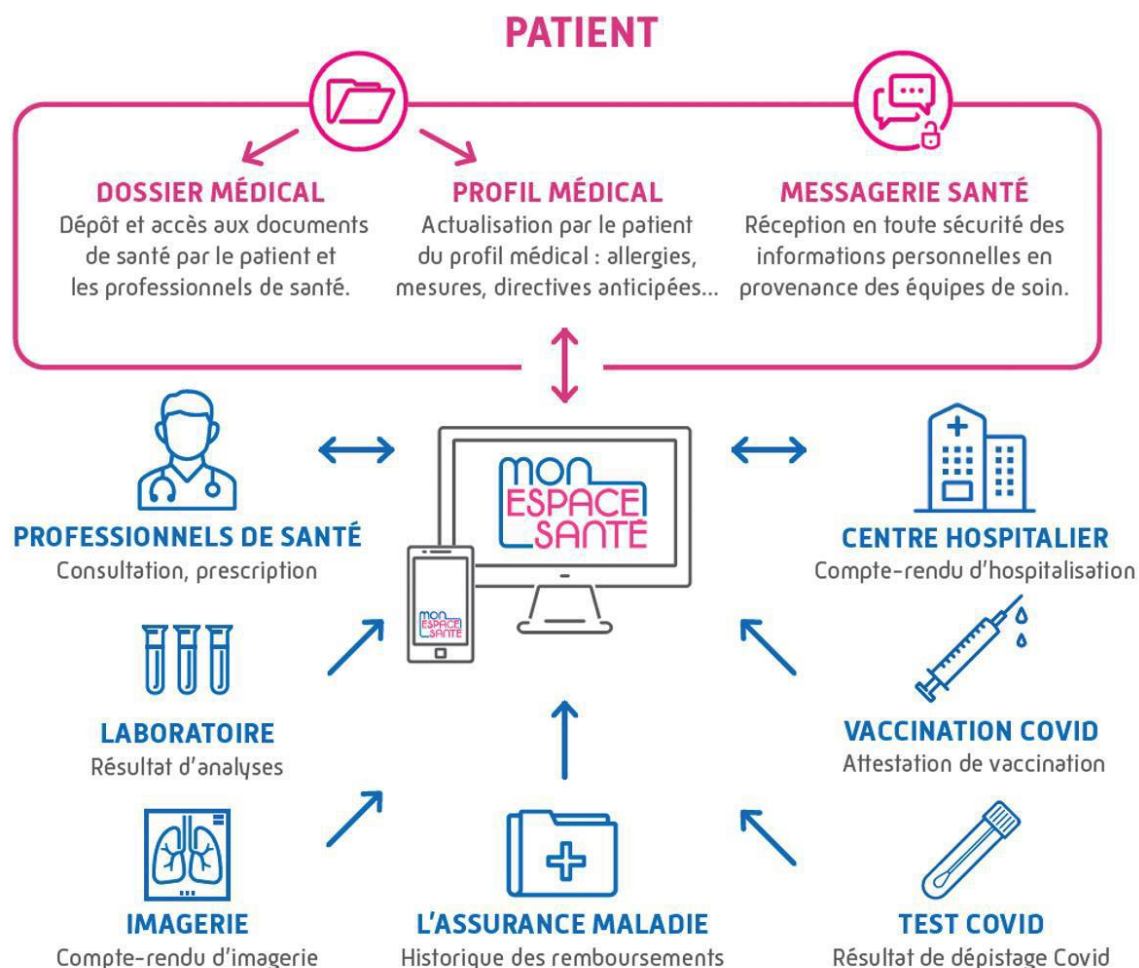 PATIENT
DOSSIER MÉDICAL
Dépôt et accès aux documents
de santé par le patient et
les professionnels de santé.
PROFIL MÉDICAL
Actualisation par le patient
du profil médical : allergies,
mesures, directives anticipées...
MESSAGERIE SANTÉ
Réception en toute sécurité des
informations personnelles en
provenance des équipes de soin.
mon
ESPACE
SANTÉ
mon
ESPACE
SANTÉ
PROFESSIONNELS DE SANTÉ
Consultation, prescription
CENTRE HOSPITALIER
Compte-rendu d'hospitalisation
LABORATOIRE
Résultat d'analyses
VACCINATION COVID
Attestation de vaccination
IMAGERIE
Compte-rendu d'imagerie
L'ASSURANCE MALADIE
Historique des remboursements
TEST COVID
Résultat de dépistage Covid